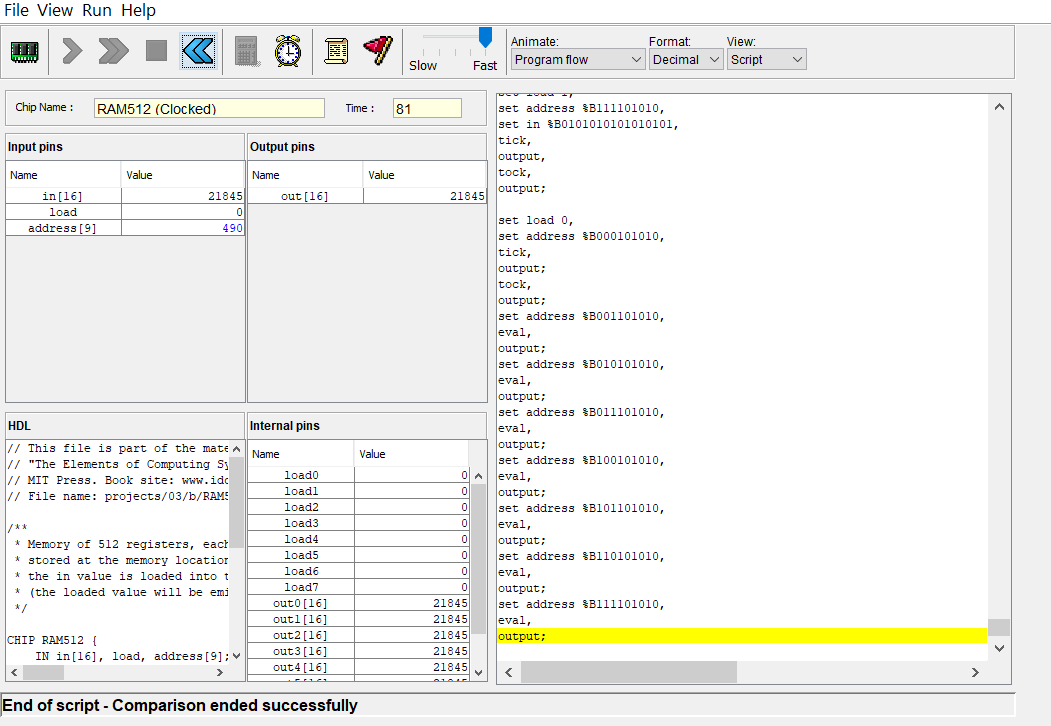 File View Run Help
Slow Fast
Animate: Format: View:
Program flow Decimal Script
Chip Name : RAM512 (Clocked) Time : 81
Input pins
Name Value
in[16] 21845
load 0
address[9] 490
Output pins
Name Value
out[16] 21845
HDL
// This file is part of the mate
// "The Elements of Computing Sy
// MIT Press. Book site: www.idc
// File name: projects/03/b/RAM5
/**
* Memory of 512 registers, each
* stored at the memory location
* the in value is loaded into t
* (the loaded value will be emi
*/
CHIP RAM512 {
IN in[16], load, address[9];
Internal pins
Name Value
load0 0
load1 0
load2 0
load3 0
load4 0
load5 0
load6 0
load7 0
out0[16] 21845
out1[16] 21845
out2[16] 21845
out3[16] 21845
out4[16] 21845
set load 1,
set address %B111101010,
set in %B0101010101010101,
tick,
output,
tock,
output;
set load 0,
set address %B000101010,
tick,
output;
tock,
output;
set address %B001101010,
eval,
output;
set address %B010101010,
eval,
output;
set address %B011101010,
eval,
output;
set address %B100101010,
eval,
output;
set address %B101101010,
eval,
output;
set address %B110101010,
eval,
output;
set address %B111101010,
eval,
output;
End of script - Comparison ended successfully